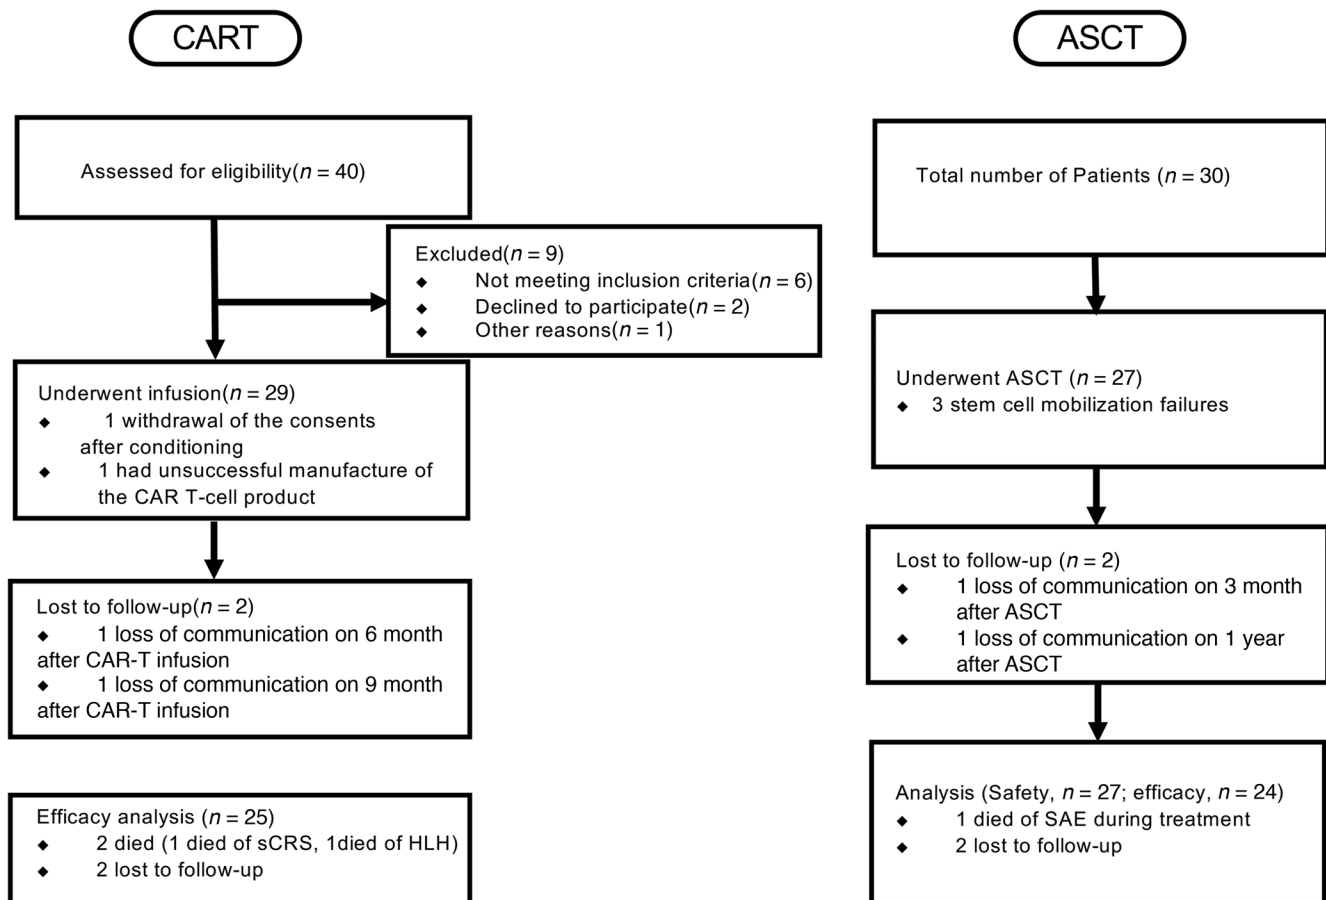 CART
Assessed for eligibility(n = 40)
Excluded(n = 9)
◆ Not meeting inclusion criteria(n = 6)
◆ Declined to participate(n = 2)
◆ Other reasons(n = 1)
Underwent infusion(n = 29)
◆ 1 withdrawal of the consents
after conditioning
◆ 1 had unsuccessful manufacture of
the CAR T-cell product
Lost to follow-up(n = 2)
◆ 1 loss of communication on 6 month
after CAR-T infusion
◆ 1 loss of communication on 9 month
after CAR-T infusion
Efficacy analysis (n = 25)
◆ 2 died (1 died of sCRS, 1died of HLH)
◆ 2 lost to follow-up
ASCT
Total number of Patients (n = 30)
Underwent ASCT (n = 27)
◆ 3 stem cell mobilization failures
Lost to follow-up (n = 2)
◆ 1 loss of communication on 3 month
after ASCT
◆ 1 loss of communication on 1 year
after ASCT
Analysis (Safety, n = 27; efficacy, n = 24)
◆ 1 died of SAE during treatment
◆ 2 lost to follow-up